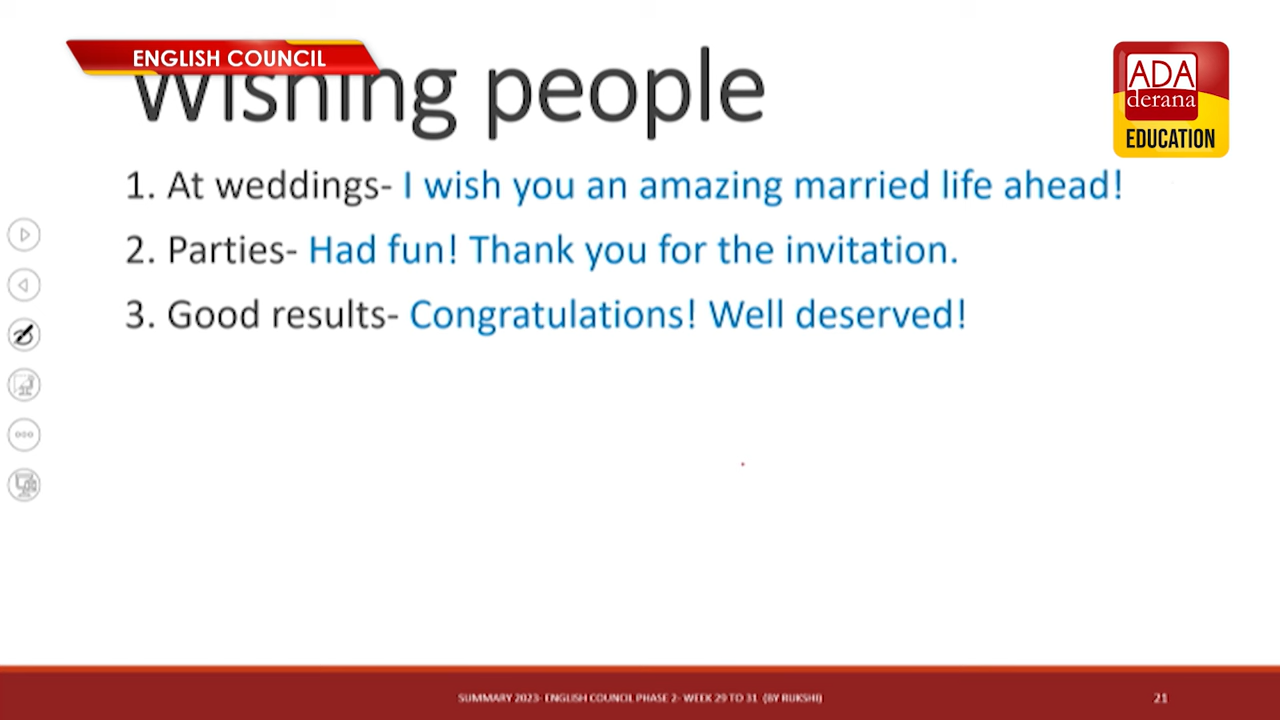 ENGLISH COUNCIL
Wishing people
ADA
derana
EDUCATION
1. At weddings- I wish you an amazing married life ahead!
2. Parties- Had fun! Thank you for the invitation.
3. Good results- Congratulations! Well deserved!
SUMMARY 2023- ENGLISH COUNCIL PHASE 2- WEEK 29 TO 31 (BY RUKSHI)
21